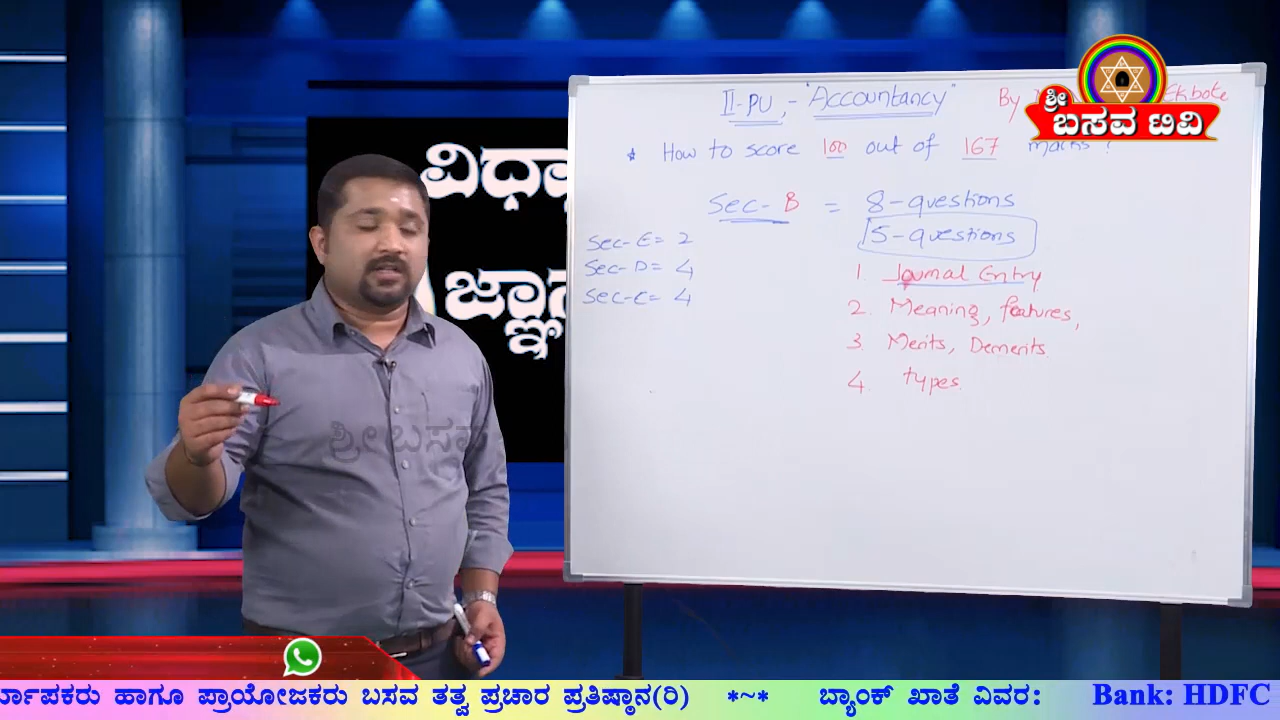 II-PU,- "Accountancy" By Ekbote
ಶ್ರೀ
ಬಸವ ಟಿವಿ
* How to score 100 out of 167 marks?
Sec- B = 8-questions
5-questions
Sec-E= 2
Sec-D= 4
Sec-C= 4
1. Journal Entry
2. Meaning, features,
3. Merits, Demerits.
4. types.
ವಿಧ್ಯಾ
ಜ್ಞಾನ
ಶ್ರೀ ಬಸವ
ಹಾಗೂ ಪ್ರಾಯೋಜಕರು ಬಸವ ತತ್ವ ಪ್ರಚಾರ ಪ್ರತಿಷ್ಠಾನ(ರಿ) *~* ಬ್ಯಾಂಕ್ ಖಾತೆ ವಿವರ: Bank: HDFC